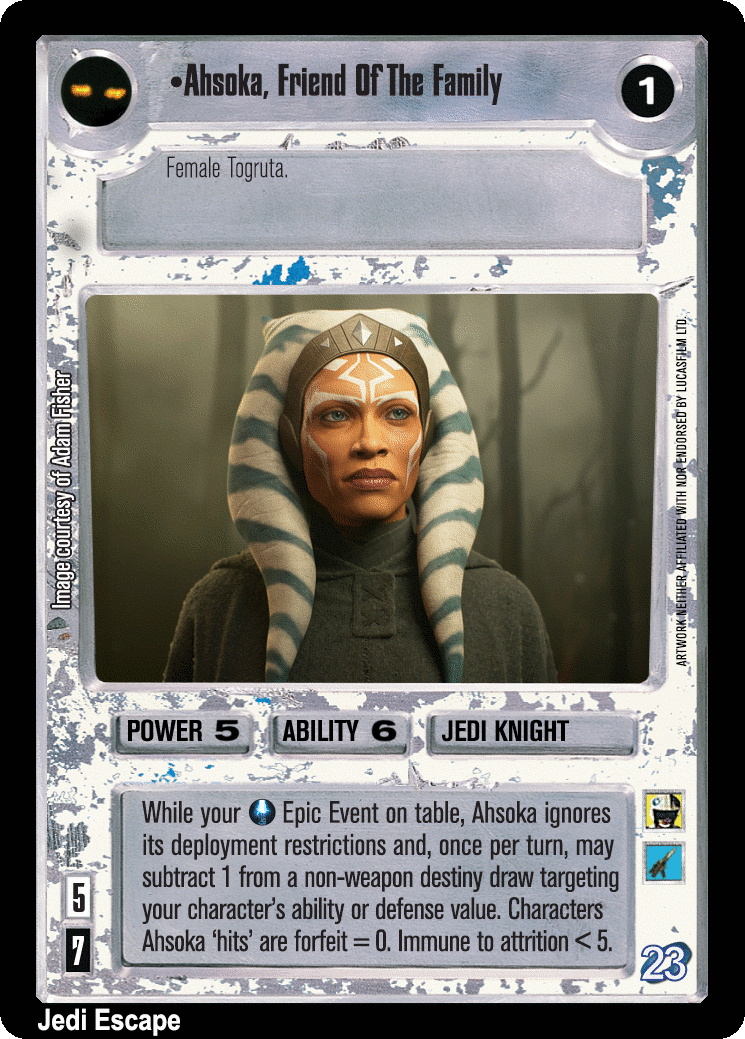 •Ahsoka, Friend Of The Family
1
Female Togruta.
Image courtesy of Adam Fisher
ARTWORK NEITHER AFFILIATED WITH NOR ENDORSED BY LUCASFILM LTD.
POWER 5
ABILITY 6
JEDI KNIGHT
While your Epic Event on table, Ahsoka ignores
its deployment restrictions and, once per turn, may
subtract 1 from a non-weapon destiny draw targeting
your character's ability or defense value. Characters
Ahsoka 'hits' are forfeit = 0. Immune to attrition < 5.
5
7
23
Jedi Escape